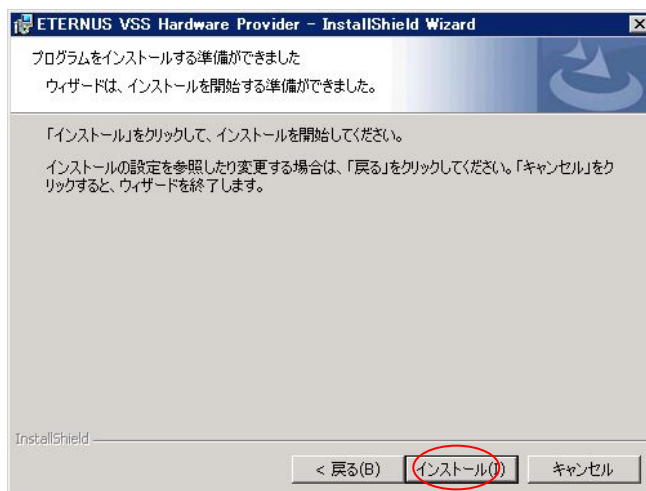 ETERNUS VSS Hardware Provider - InstallShield Wizard
プログラムをインストールする準備ができました
ウィザードは、インストールを開始する準備ができました。
「インストール」をクリックして、インストールを開始してください。
インストールの設定を参照したり変更する場合は、「戻る」をクリックしてください。「キャンセル」をク
リックすると、ウィザードを終了します。
InstallShield
< 戻る(B) インストール(I) キャンセル